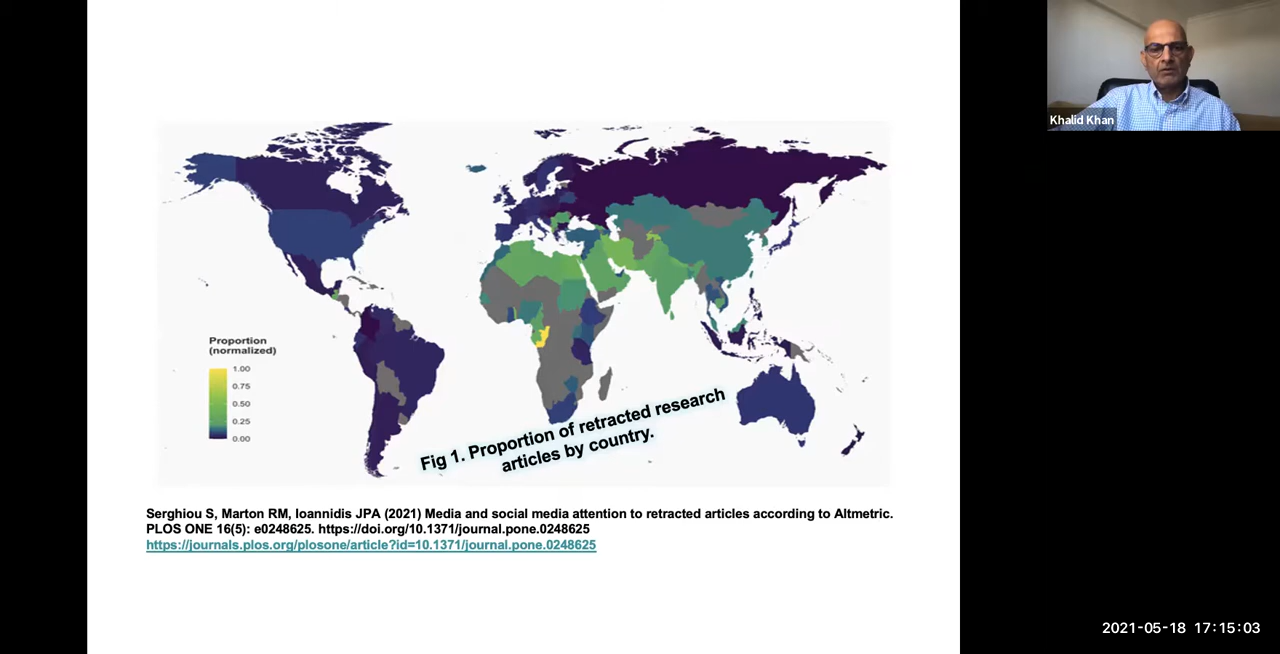 Khalid Khan
Proportion
(normalized)
1.00
0.75
0.50
0.25
0.00
Fig 1. Proportion of retracted research
articles by country.
Serghiou S, Marton RM, Ioannidis JPA (2021) Media and social media attention to retracted articles according to Altmetric.
PLOS ONE 16(5): e0248625. https://doi.org/10.1371/journal.pone.0248625
https://journals.plos.org/plosone/article?id=10.1371/journal.pone.0248625
2021-05-18 17:15:03